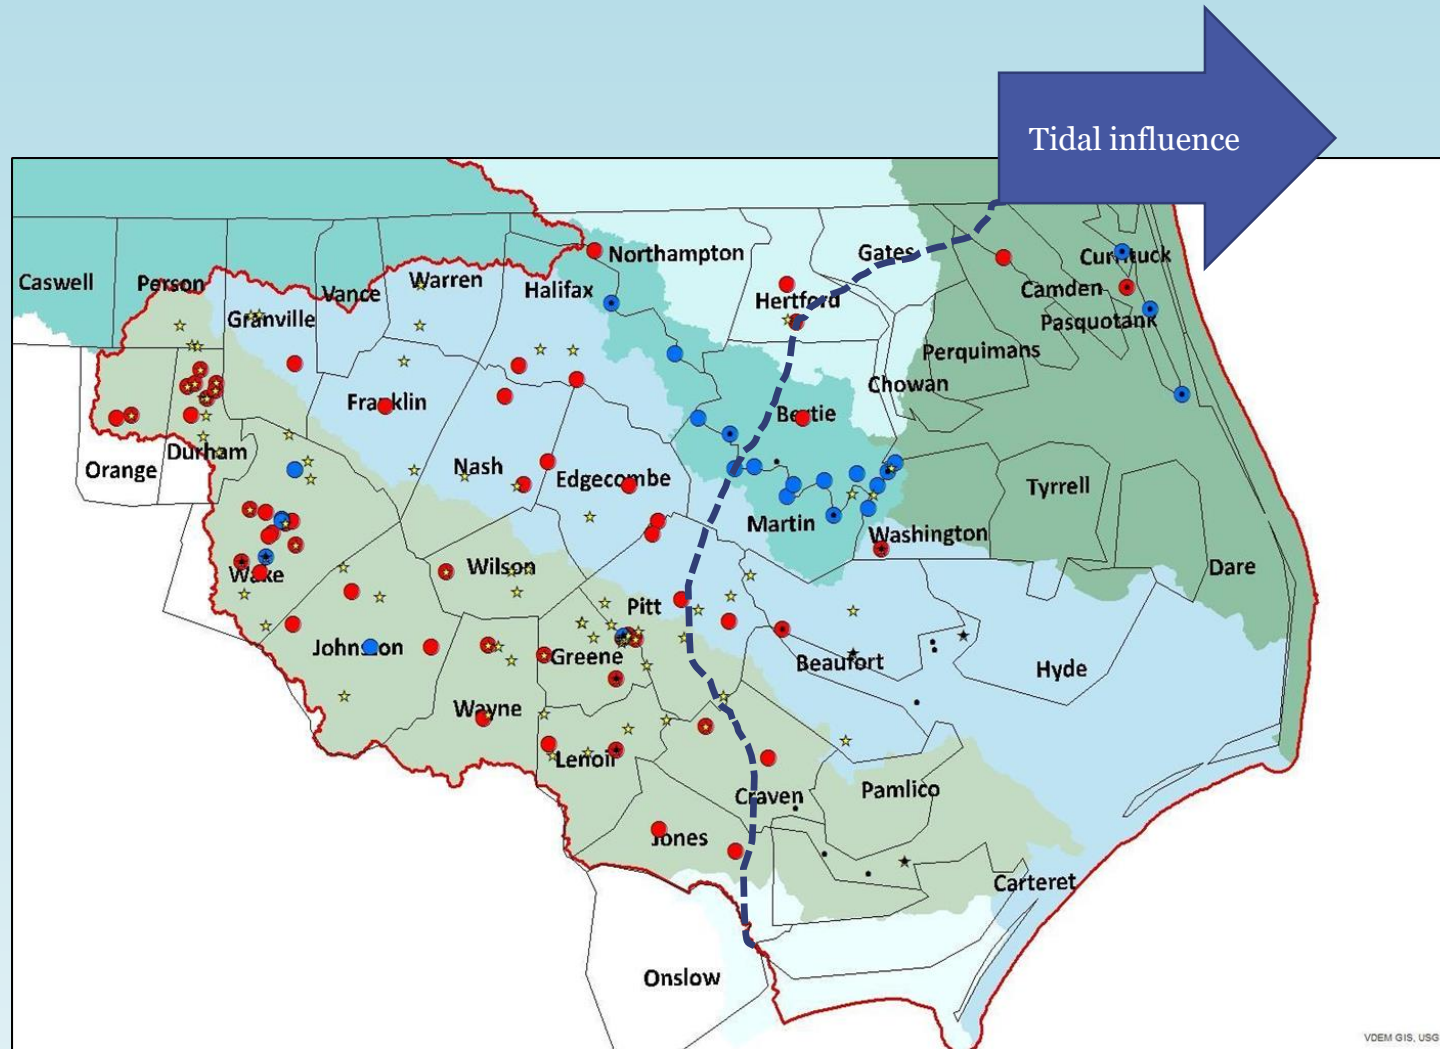 Tidal influence
Northampton
Gates
Currituck
Caswell
Person
Warren
Vance
Halifax
Camden
Hertford
Granville
Pasquotank
Perquimans
Chowan
Franklin
Bertie
Durham
Orange
Nash
Edgecombe
Tyrrell
Martin
Washington
Wake
Wilson
Dare
Pitt
Johnston
Greene
Beaufort
Hyde
Wayne
Lenoir
Craven
Pamlico
Jones
Carteret
Onslow
VDEM GIS, USG